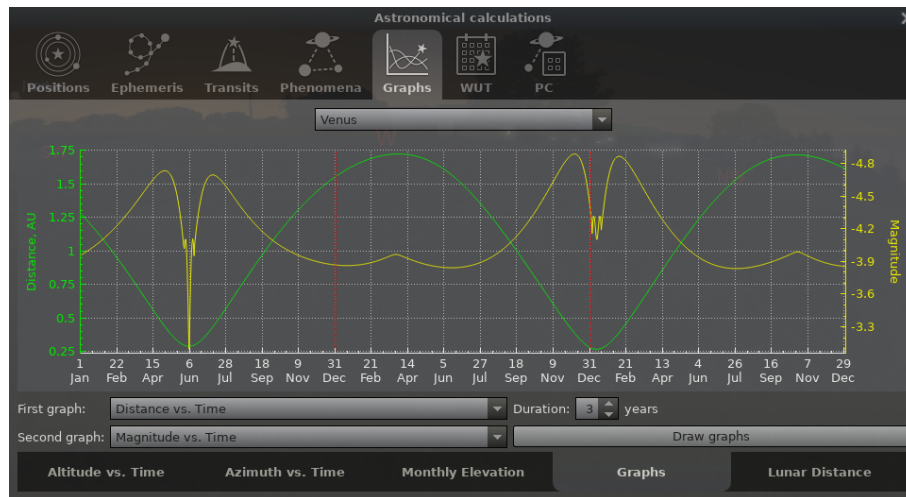 Astronomical calculations
Positions Ephemeris Transits Phenomena Graphs WUT PC
Venus
1.75
1.5
1.25
1
0.75
0.5
0.25
Distance, AU
-4.8
-4.5
-4.2
-3.9
-3.6
-3.3
Magnitude
1 22 15 6 28 18 9 31 21 14 5 27 18 9 31 21 13 4 26 16 7 29
Jan Feb Apr Jun Jul Sep Nov Dec Feb Apr Jun Jul Sep Nov Dec Feb Apr Jun Jul Sep Nov Dec
First graph: Distance vs. Time Duration: 3 years
Second graph: Magnitude vs. Time Draw graphs
Altitude vs. Time Azimuth vs. Time Monthly Elevation Graphs Lunar Distance